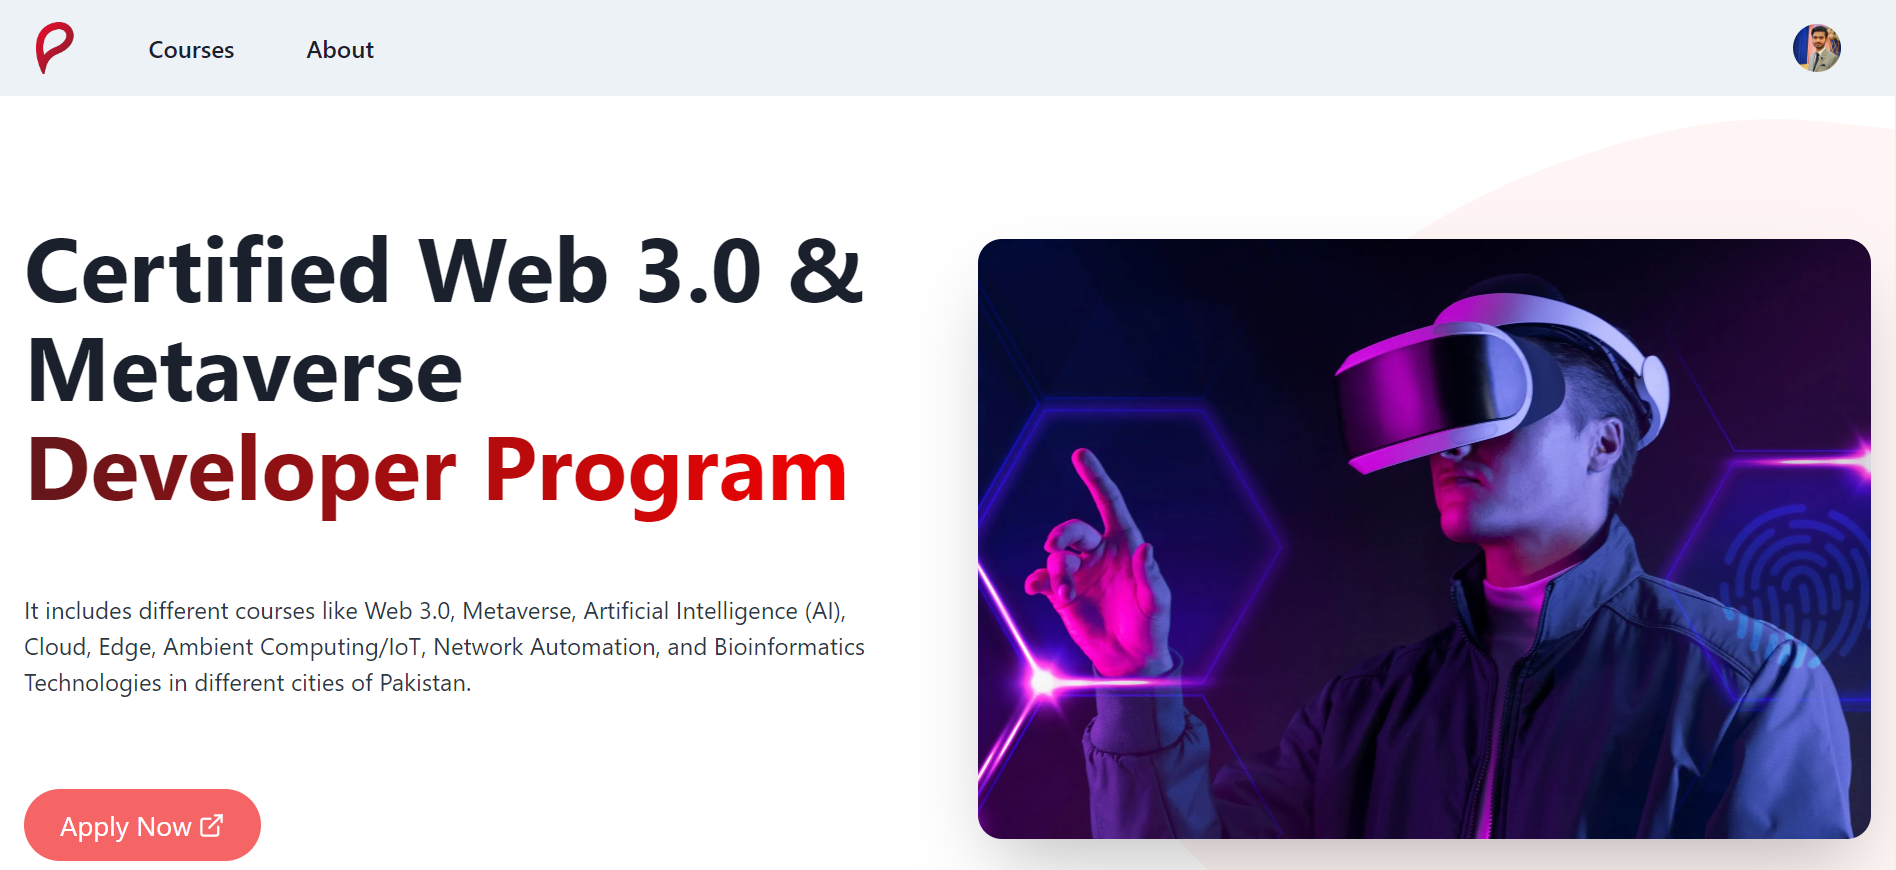 Courses About
Certified Web 3.0 &
Metaverse
Developer Program
It includes different courses like Web 3.0, Metaverse, Artificial Intelligence (AI),
Cloud, Edge, Ambient Computing/IoT, Network Automation, and Bioinformatics
Technologies in different cities of Pakistan.
Apply Now